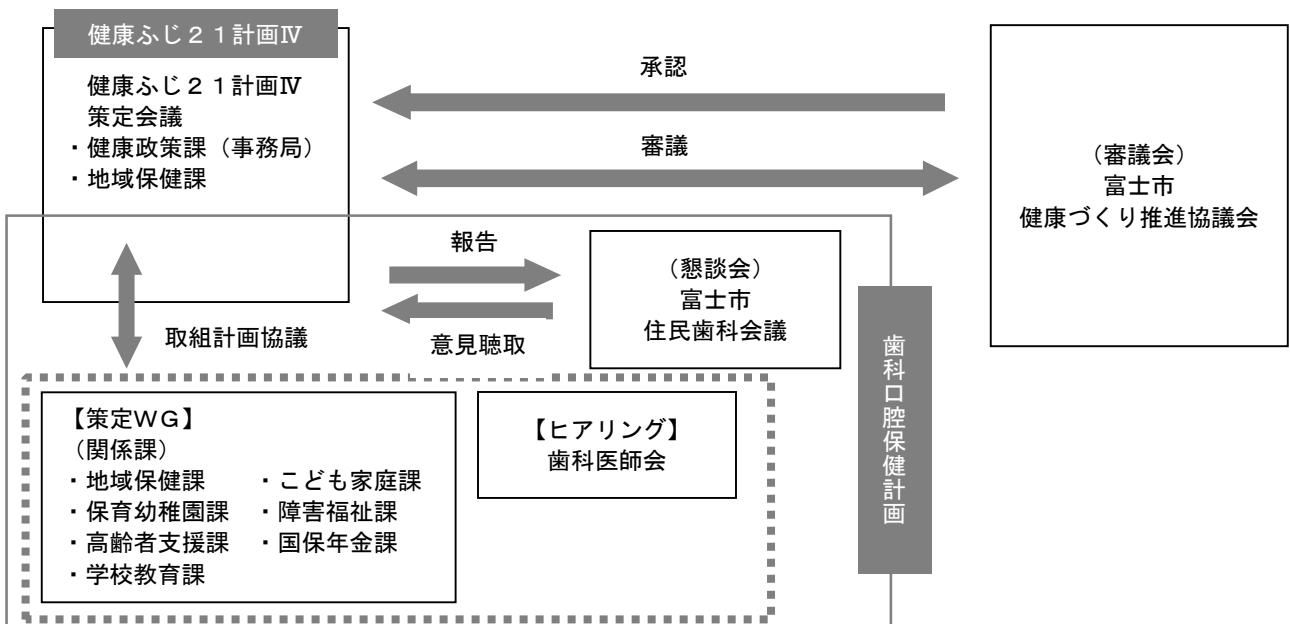 健康ふじ２１計画Ⅳ
健康ふじ２１計画Ⅳ
策定会議
・健康政策課（事務局）
・地域保健課
承認
審議
（審議会）
富士市
健康づくり推進協議会
報告
意見聴取
（懇談会）
富士市
住民歯科会議
取組計画協議
歯科口腔保健計画
【策定ＷＧ】
（関係課）
・地域保健課　・こども家庭課
・保育幼稚園課　・障害福祉課
・高齢者支援課　・国保年金課
・学校教育課
【ヒアリング】
歯科医師会